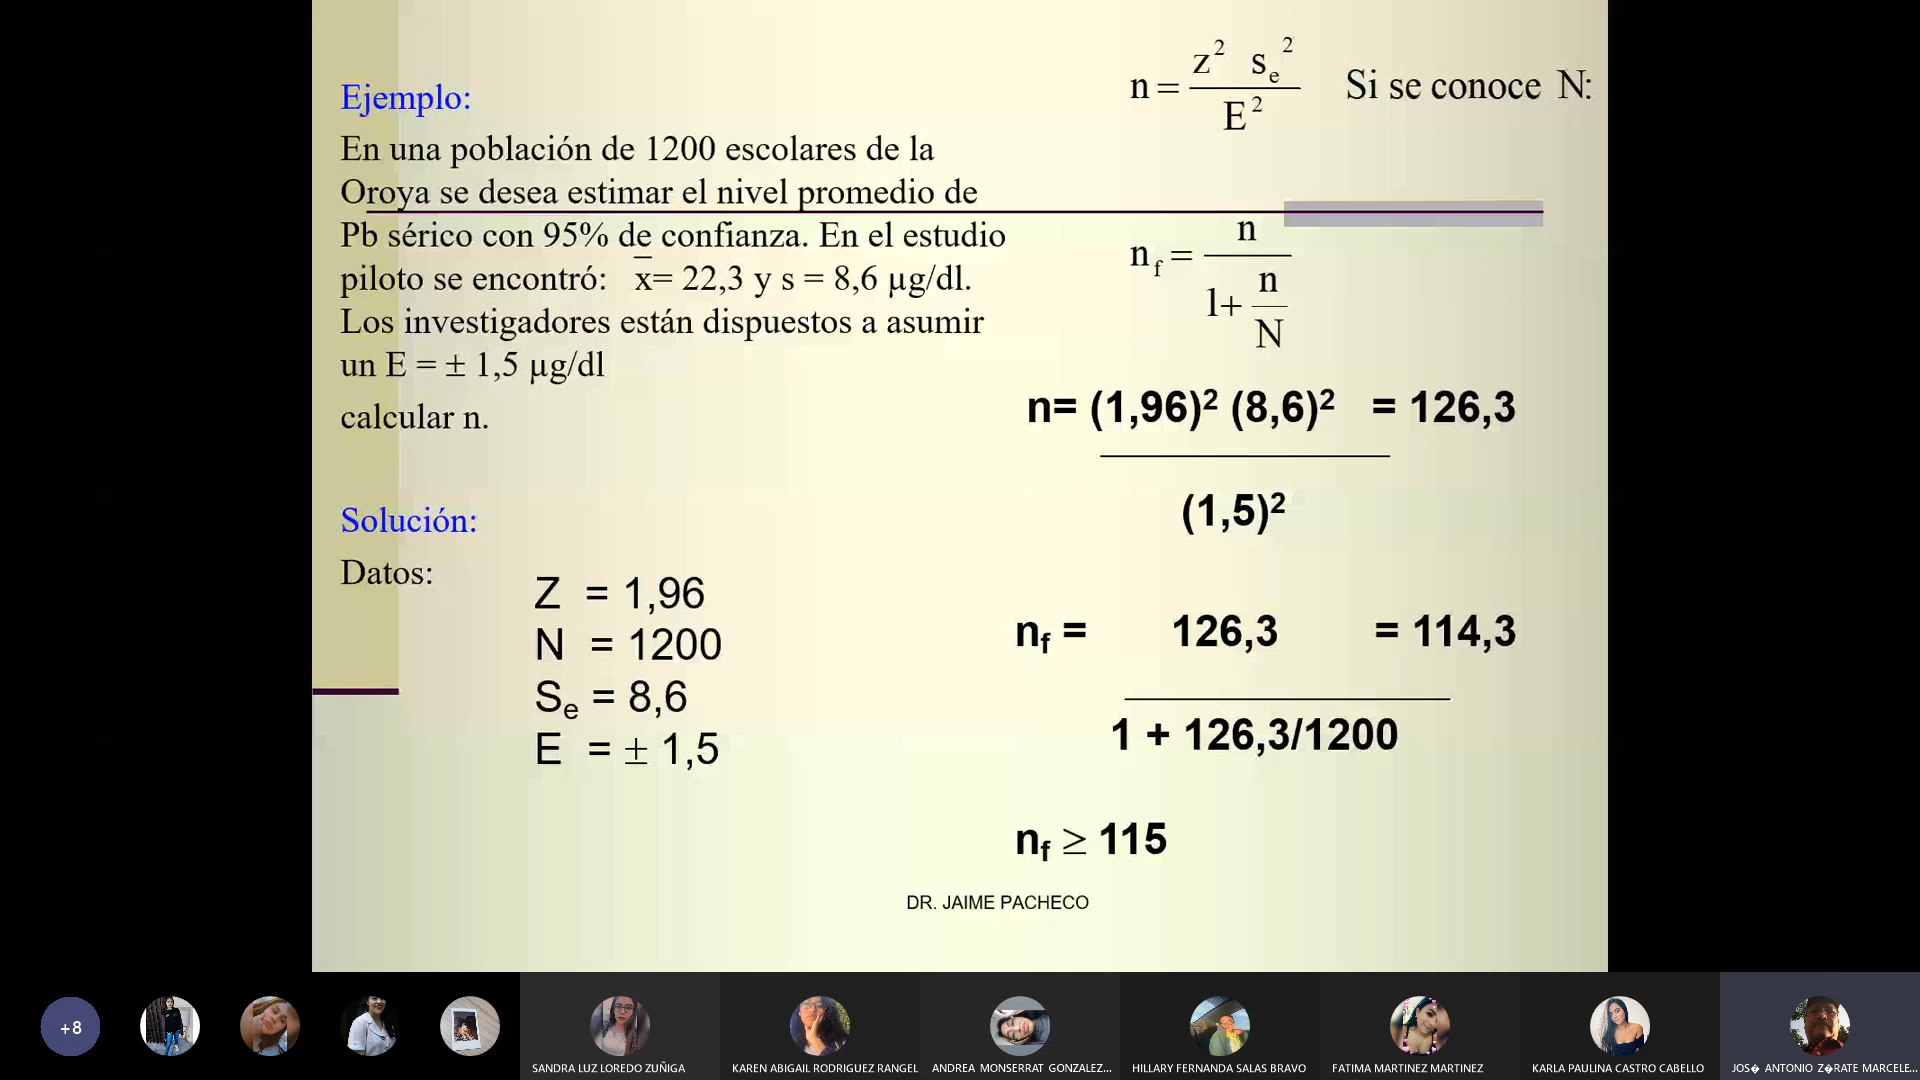 Ejemplo:
En una población de 1200 escolares de la
Oroya se desea estimar el nivel promedio de
Pb sérico con 95% de confianza. En el estudio
piloto se encontró: x̅= 22,3 y s = 8,6 µg/dl.
Los investigadores están dispuestos a asumir
un E = ± 1,5 µg/dl
calcular n.
Solución:
Datos:
Z = 1,96
N = 1200
Sₑ = 8,6
E = ± 1,5
n = z² sₑ² / E² Si se conoce N:
n_f = n / (1+ n/N)
n= (1,96)² (8,6)² = 126,3
(1,5)²
n_f = 126,3 = 114,3
1 + 126,3/1200
n_f ≥ 115
DR. JAIME PACHECO
+8
SANDRA LUZ LOREDO ZUÑIGA
KAREN ABIGAIL RODRIGUEZ RANGEL
ANDREA MONSERRAT GONZALEZ...
HILLARY FERNANDA SALAS BRAVO
FATIMA MARTINEZ MARTINEZ
KARLA PAULINA CASTRO CABELLO
JOS� ANTONIO Z�RATE MARCELE...